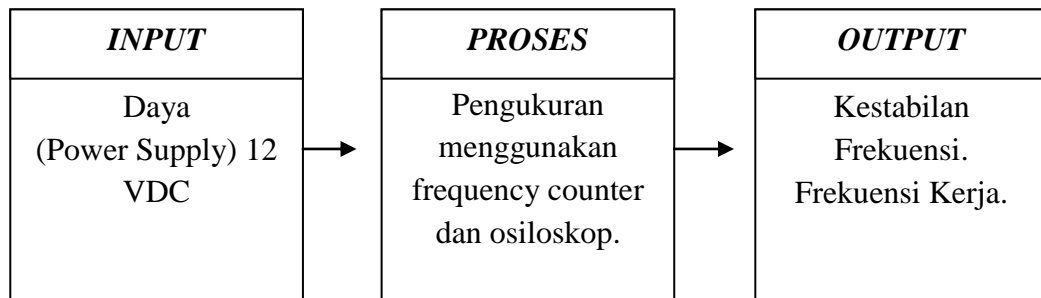 INPUT
Daya
(Power Supply) 12
VDC
PROSES
Pengukuran
menggunakan
frequency counter
dan osiloskop.
OUTPUT
Kestabilan
Frekuensi.
Frekuensi Kerja.